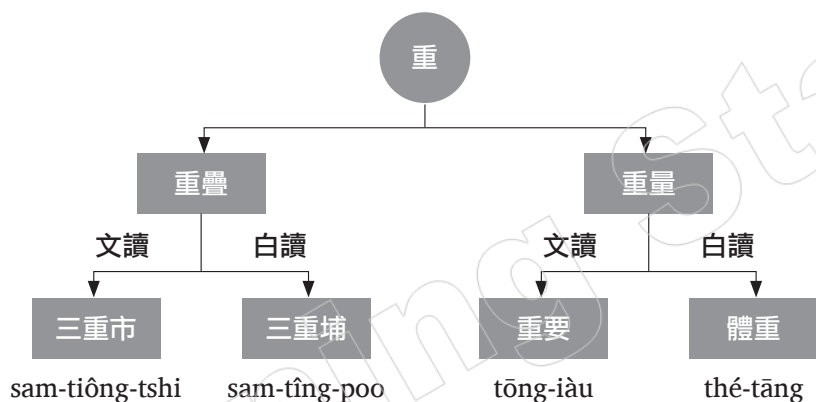 重
重疊
重量
文讀
白讀
文讀
白讀
三重市
三重埔
重要
體重
sam-tiông-tshi
sam-tîng-poo
tōng-iàu
thé-tāng